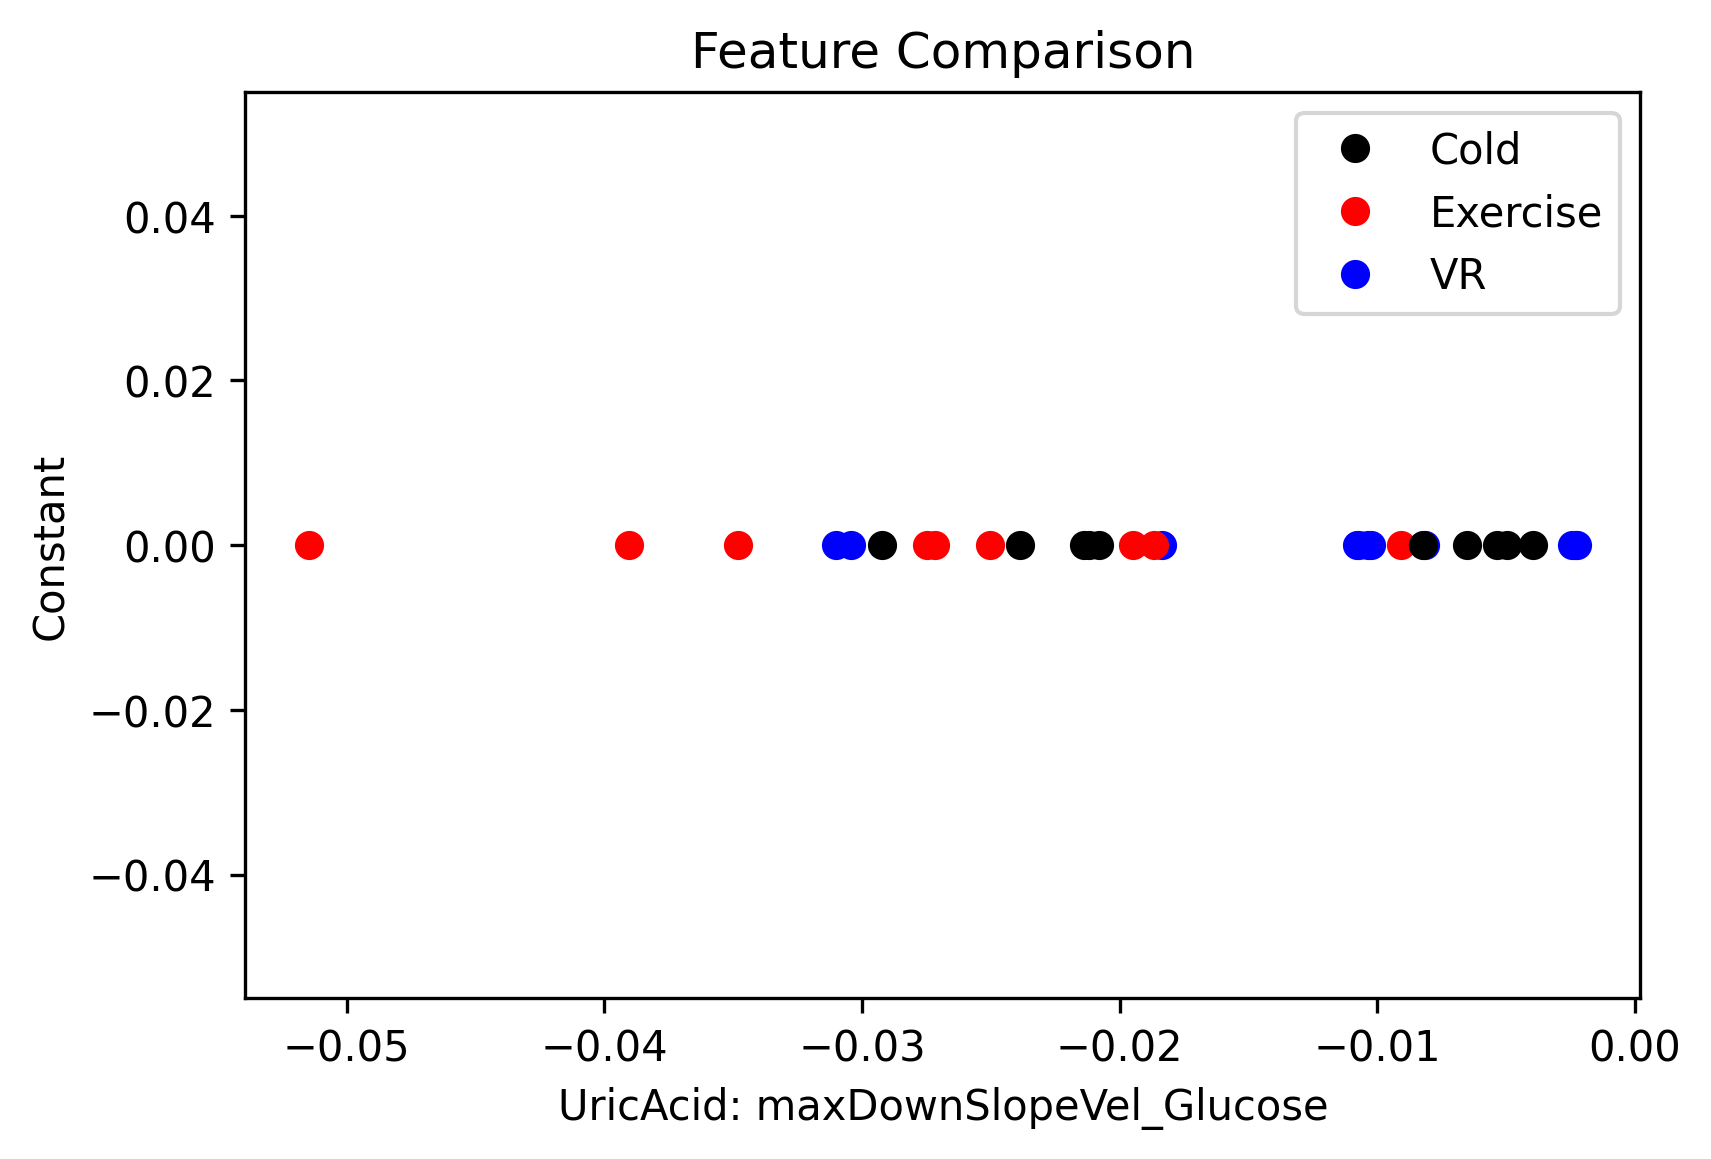 Feature Comparison
Cold
Exercise
VR
0.04
0.02
0.00
−0.02
−0.04
Constant
−0.05
−0.04
−0.03
−0.02
−0.01
0.00
UricAcid: maxDownSlopeVel_Glucose